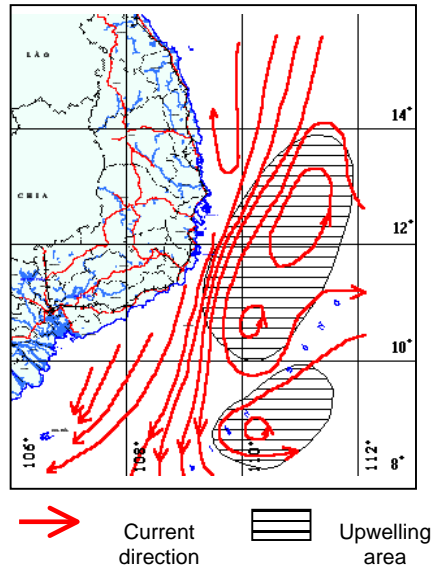 LÀO
14°
CHIA
12°
10°
106°
108°
110°
112°
8°
Current
direction
Upwelling
area